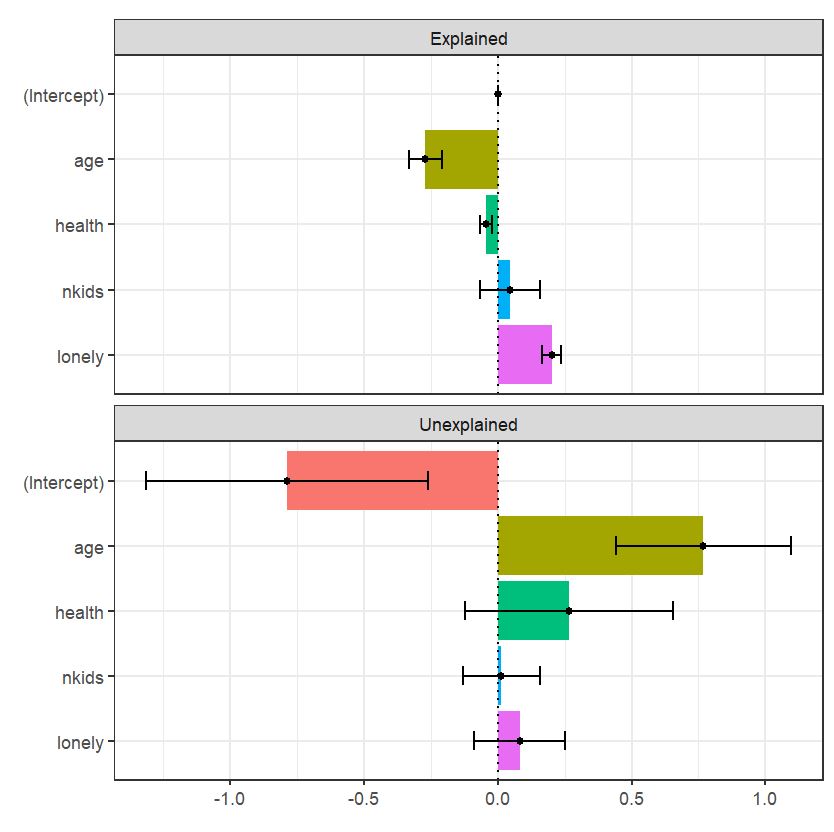 Explained
(Intercept)
age
health
nkids
lonely
Unexplained
(Intercept)
age
health
nkids
lonely
-1.0 -0.5 0.0 0.5 1.0